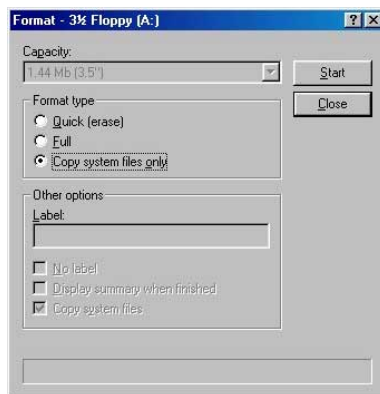 Format - 3½ Floppy (A:)
Capacity:
1.44 Mb (3.5")
Start
Format type
Close
Quick (erase)
Full
Copy system files only
Other options
Label:
No label
Display summary when finished
Copy system files